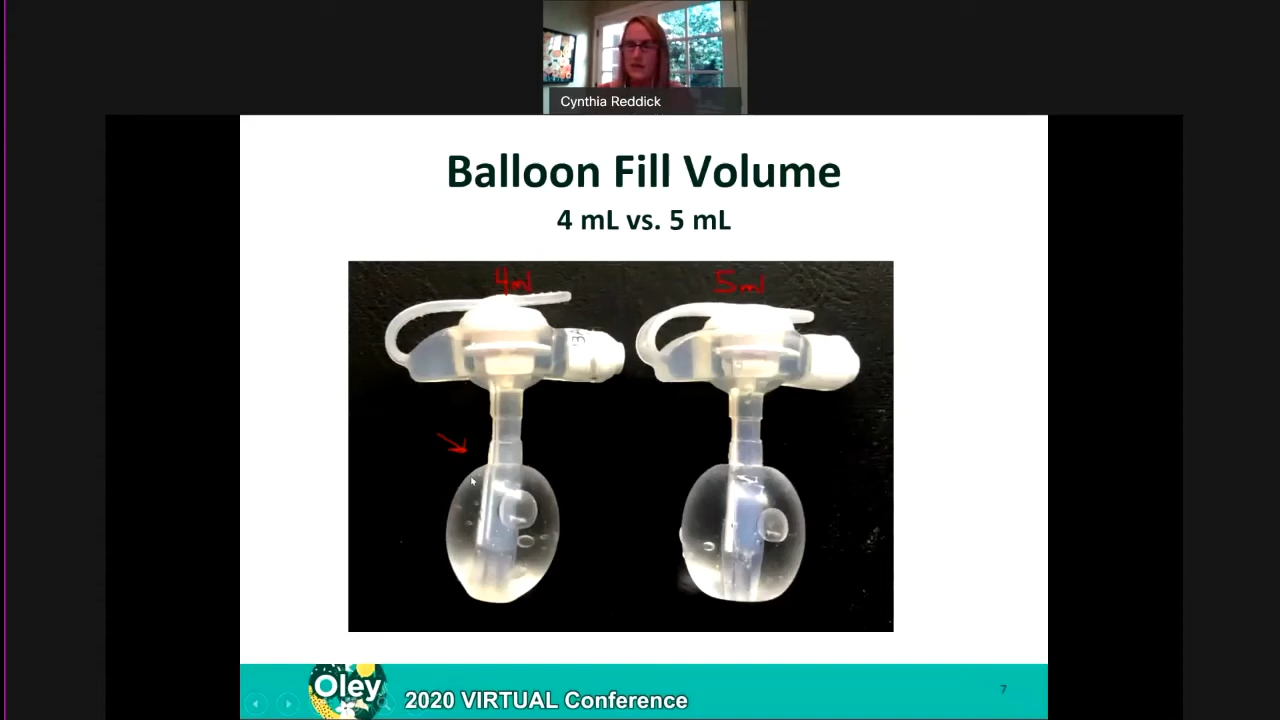 Cynthia Reddick
Balloon Fill Volume
4 mL vs. 5 mL
4ml
5ml
Oley
2020 VIRTUAL Conference
7